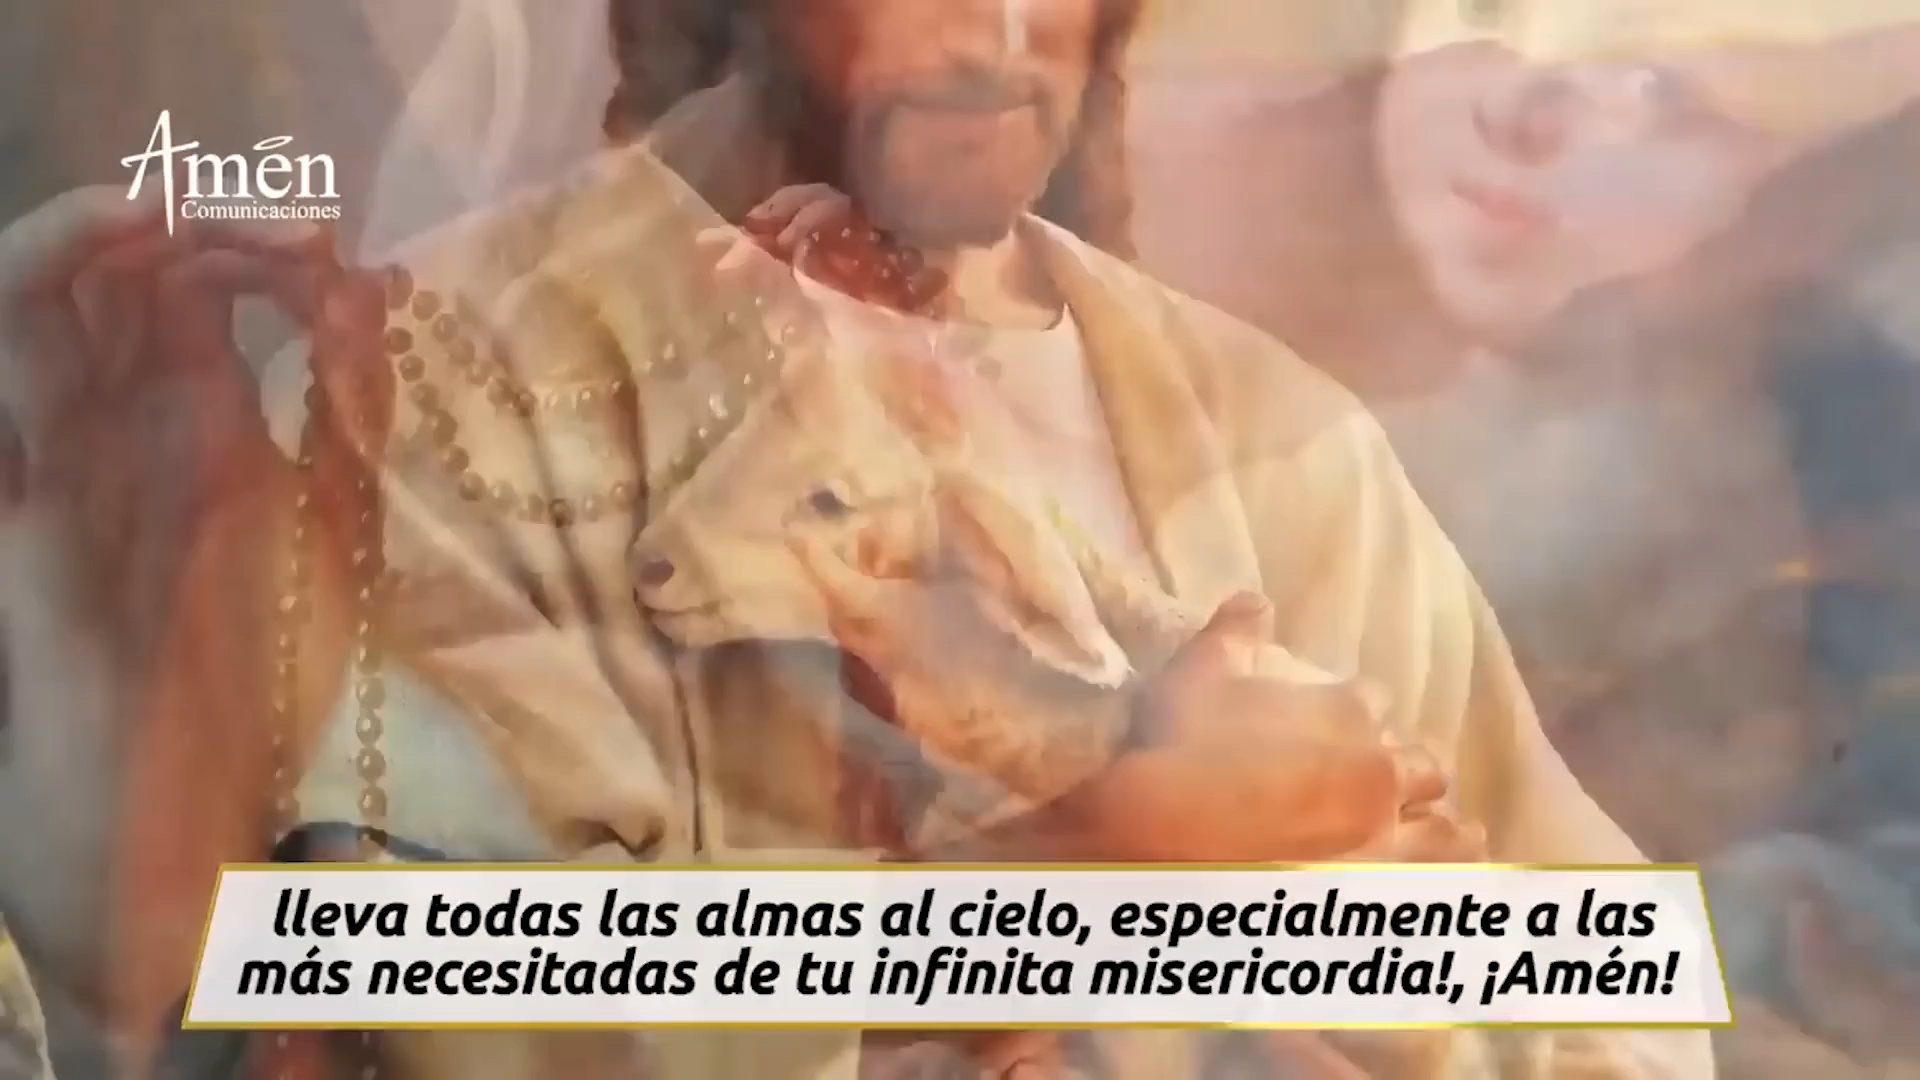 Amén
Comunicaciones
lleva todas las almas al cielo, especialmente a las
más necesitadas de tu infinita misericordia!, ¡Amén!